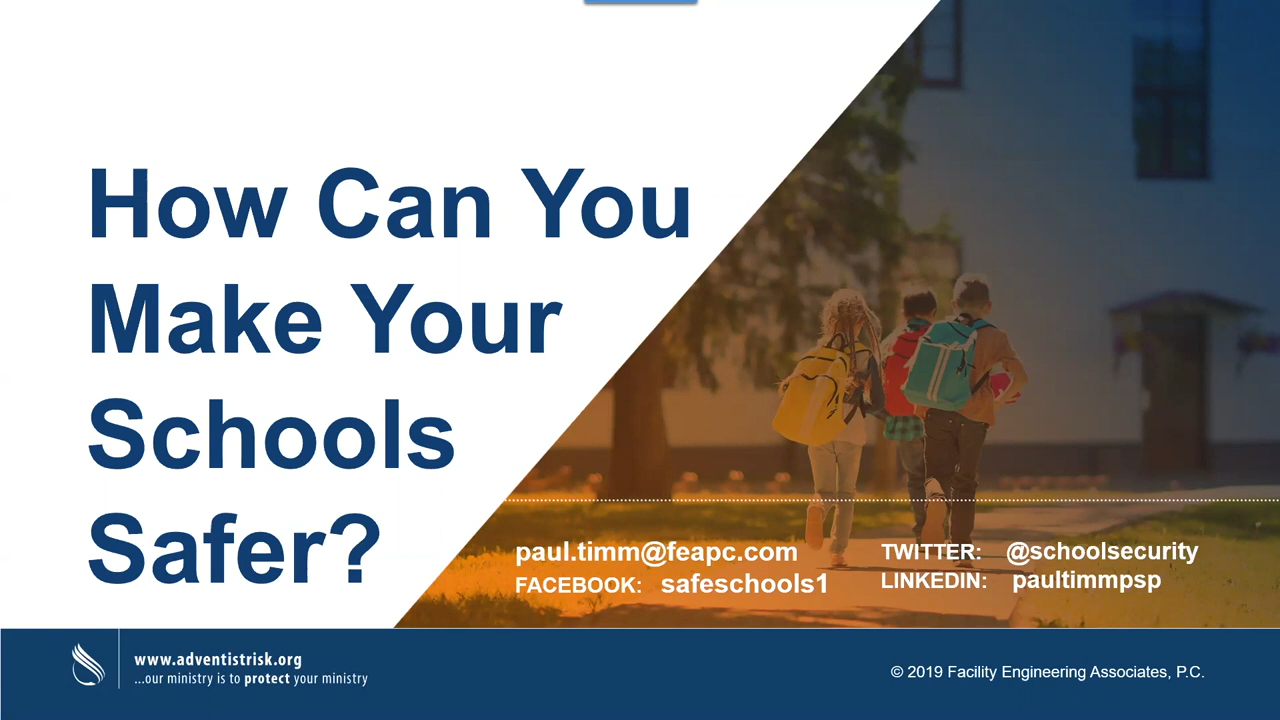 How Can You
Make Your
Schools
Safer?
paul.timm@feapc.com
FACEBOOK: safeschools1
TWITTER: @schoolsecurity
LINKEDIN: paultimmpsp
www.adventistrisk.org
...our ministry is to protect your ministry
© 2019 Facility Engineering Associates, P.C.